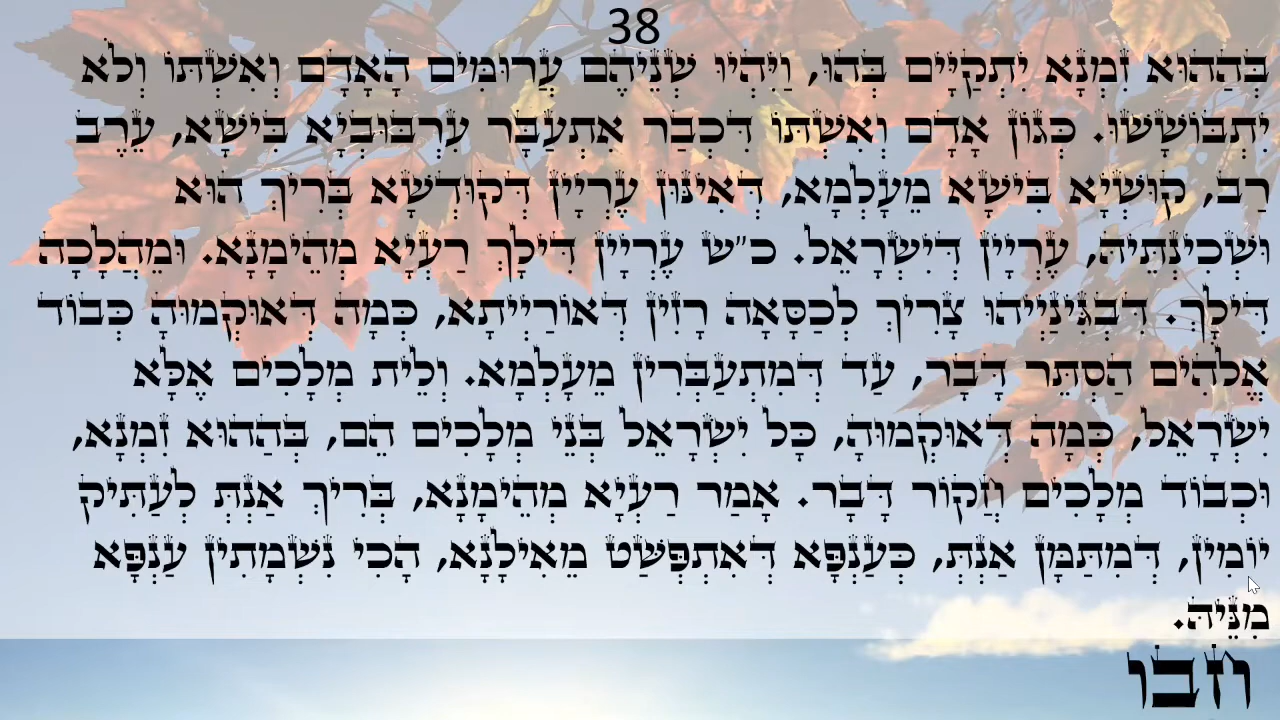 38
בְּהַהוּא זִמְנָא יִתְקַיֵּים בְּהוּ, וַיִּהְיוּ שְׁנֵיהֶם עֲרוּמִּים הָאָדָם וְאִשְׁתּוֹ וְלֹא
יִתְבּוֹשָׁשׁוּ. כְּגוֹן אָדָם וְאִשְׁתּוֹ דִּכְבַר אִתְעַבָּר עִרְבּוּבְיָא בִּישָׁא, עֵרֶב
רַב, קוּשְׁיָא בִּישָׁא מֵעָלְמָא, דְּאִינּוּן עֶרְיָין דְּקוּדְשָׁא בְּרִיךְ הוּא
וּשְׁכִינְתֵּיהּ, עֶרְיָין דְּיִשְׂרָאֵל. כ"ש עֶרְיָין דִּילָךְ רַעְיָא מְהֵימָנָא. וּמֵהֲלָכָה
דִּילָךְ. דִּבְגִינַיְיהוּ צָרִיךְ לְכַסָּאָה רָזִין דְּאוֹרַיְיתָא, כְּמָה דְּאוּקְמוּהָ כְּבוֹד
אֱלֹהִים הַסְתֵּר דָּבָר, עַד דְּמִתְעַבְּרִין מֵעָלְמָא. וְלֵית מְלָכִים אֶלָּא
יִשְׂרָאֵל, כְּמָה דְּאוּקְמוּהָ, כָּל יִשְׂרָאֵל בְּנֵי מְלָכִים הֵם, בְּהַהוּא זִמְנָא,
וּכְבוֹד מְלָכִים חֲקוֹר דָּבָר. אָמַר רַעְיָא מְהֵימָנָא, בְּרִיךְ אַנְתְּ לְעַתִּיק
יוֹמִין, דְּמִתַּמָּן אַנְתְּ, כְּעַנְפָּא דְּאִתְפְּשַּׁט מֵאִילָנָא, הָכִי נִשְׁמָתִין עַנְפָּא
מִנֵּיהּ.
וזבו